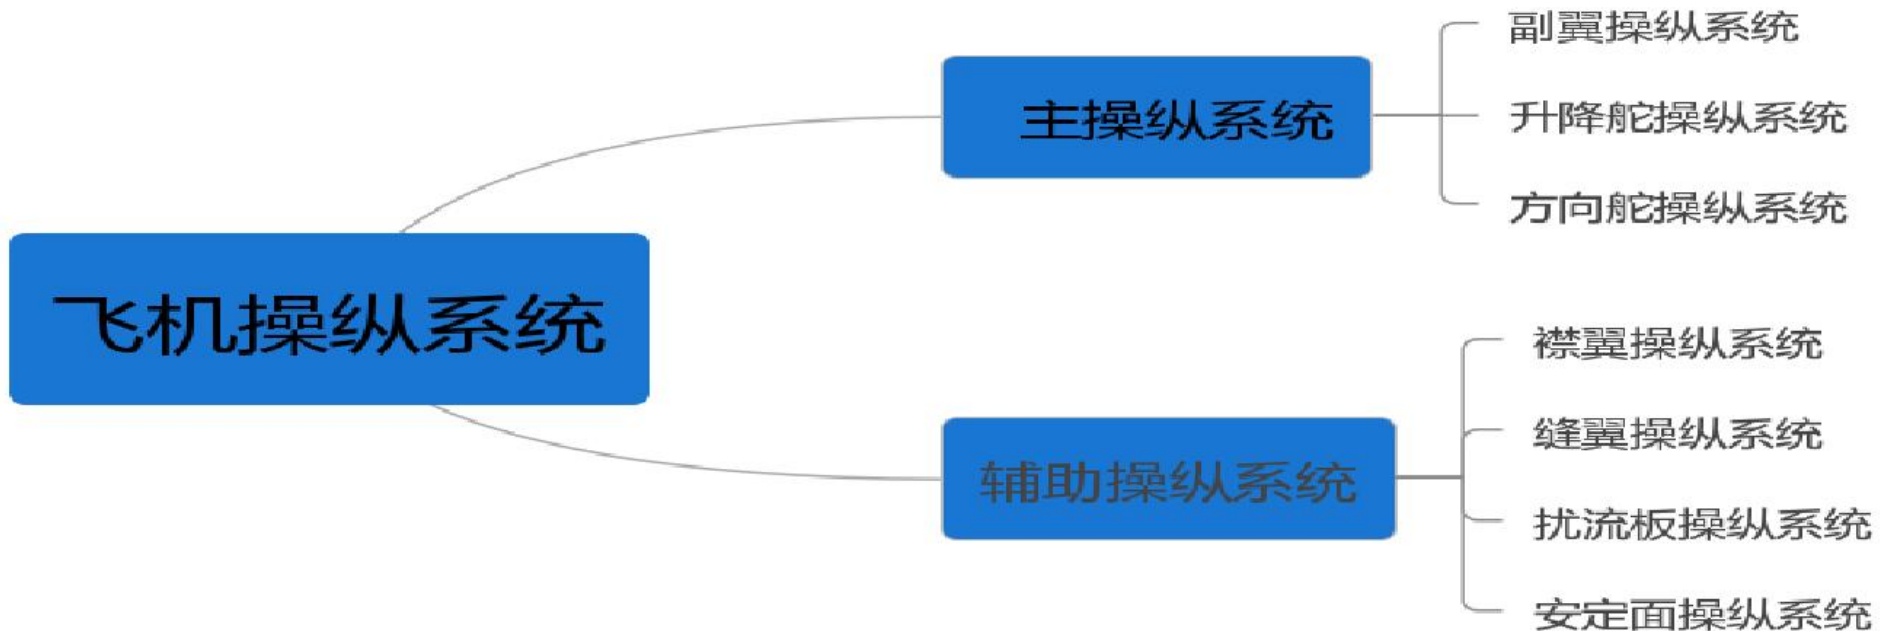 飞机操纵系统
主操纵系统
副翼操纵系统
升降舵操纵系统
方向舵操纵系统
辅助操纵系统
襟翼操纵系统
缝翼操纵系统
扰流板操纵系统
安定面操纵系统